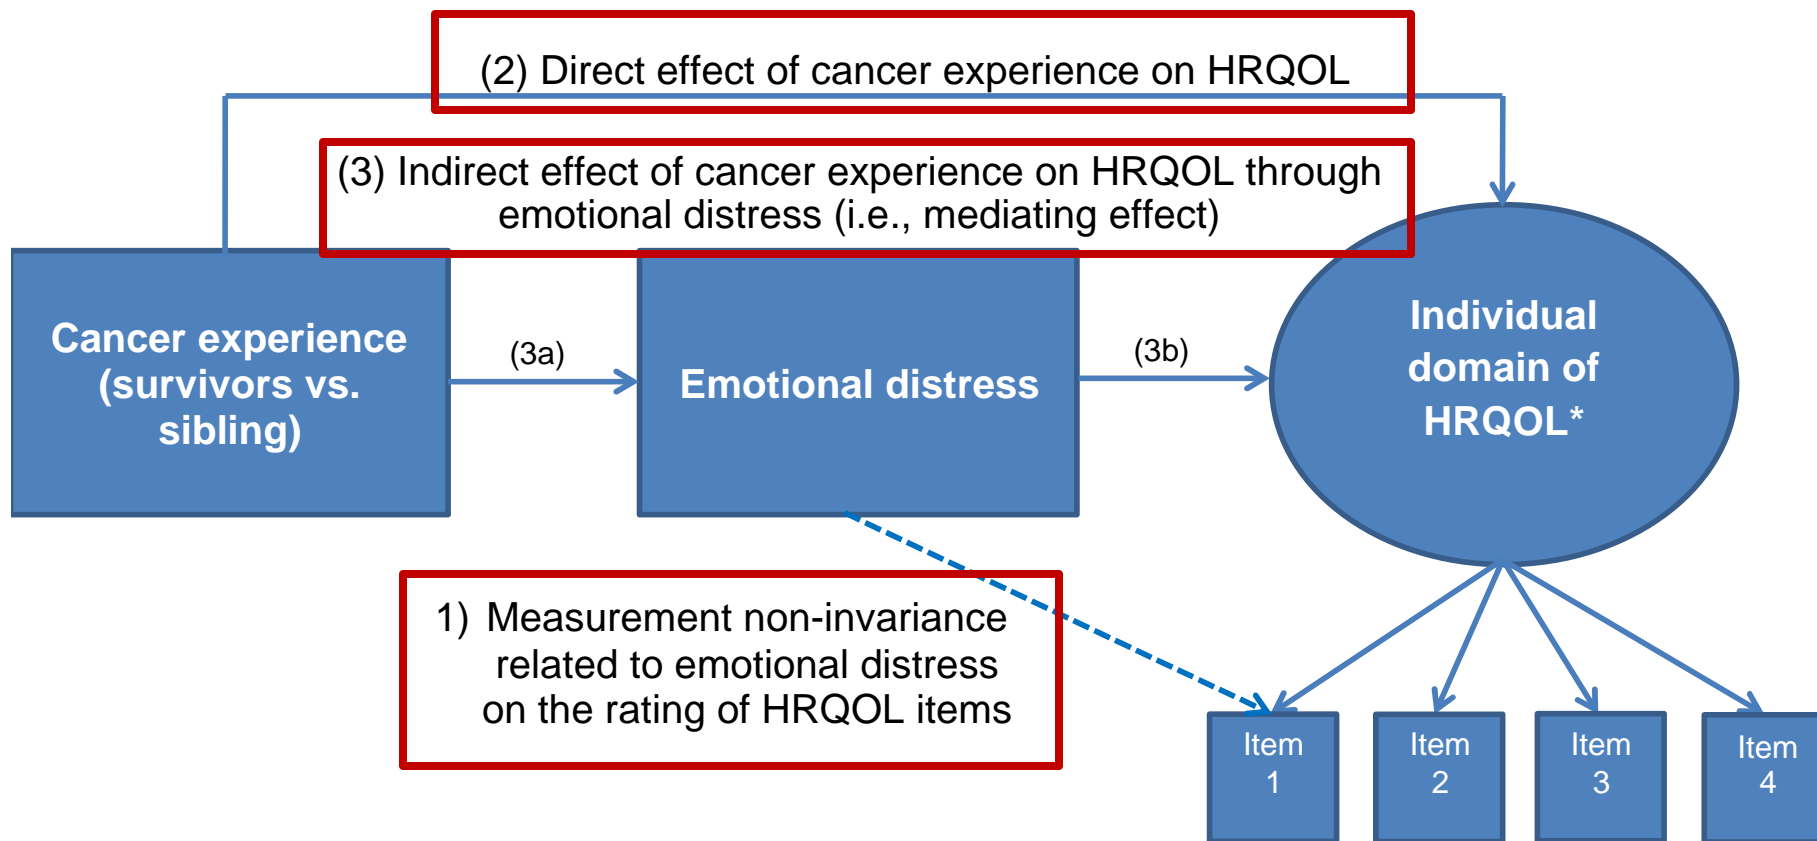 (2) Direct effect of cancer experience on HRQOL
(3) Indirect effect of cancer experience on HRQOL through
emotional distress (i.e., mediating effect)
Cancer experience
(survivors vs.
sibling)
(3a)
Emotional distress
(3b)
Individual
domain of
HRQOL*
1) Measurement non-invariance
related to emotional distress
on the rating of HRQOL items
Item
1
Item
2
Item
3
Item
4